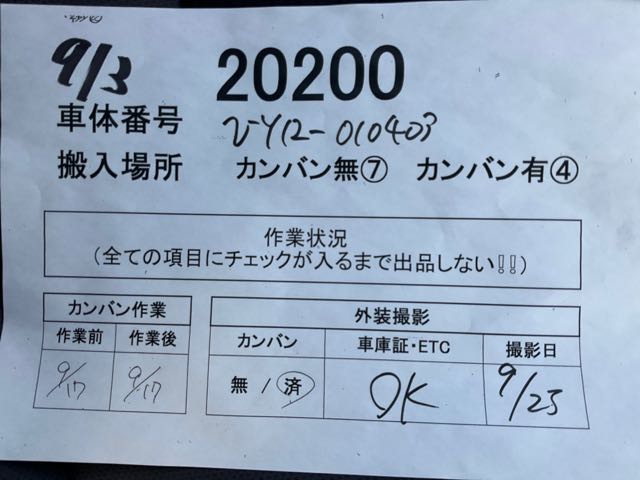 9/3 20200
車体番号 VY12-010403
搬入場所 カンバン無⑦ カンバン有④
作業状況
(全ての項目にチェックが入るまで出品しない!!)
カンバン作業 外装撮影
作業前 作業後 カンバン 車庫証・ETC 撮影日
9/17 9/17 無 / 済 OK 9/25